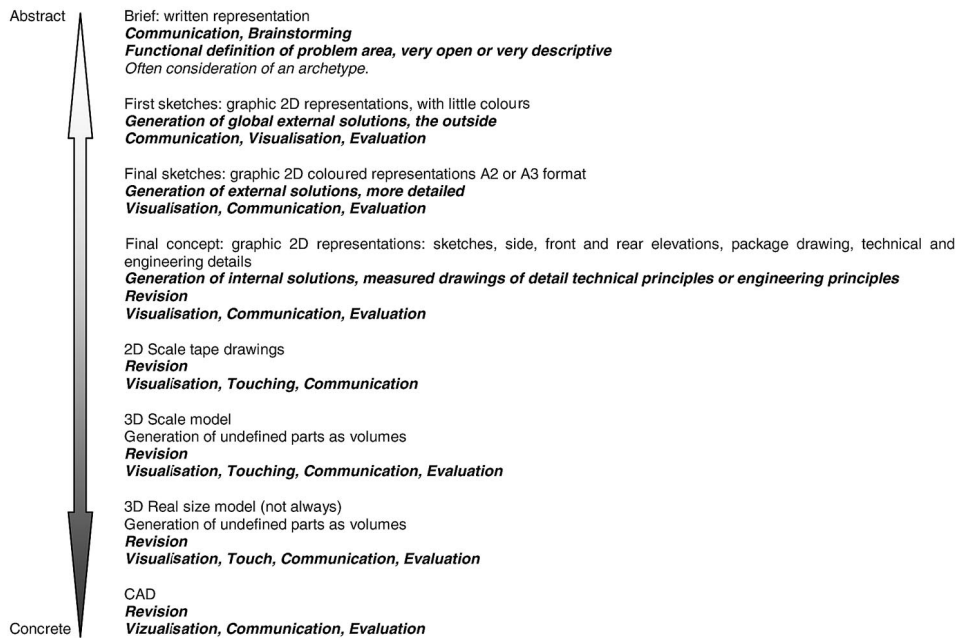 Abstract
Brief: written representation
Communication, Brainstorming
Functional definition of problem area, very open or very descriptive
Often consideration of an archetype.
First sketches: graphic 2D representations, with little colours
Generation of global external solutions, the outside
Communication, Visualisation, Evaluation
Final sketches: graphic 2D coloured representations A2 or A3 format
Generation of external solutions, more detailed
Visualisation, Communication, Evaluation
Final concept: graphic 2D representations: sketches, side, front and rear elevations, package drawing, technical and
engineering details
Generation of internal solutions, measured drawings of detail technical principles or engineering principles
Revision
Visualisation, Communication, Evaluation
2D Scale tape drawings
Revision
Visualisation, Touching, Communication
3D Scale model
Generation of undefined parts as volumes
Revision
Visualisation, Touching, Communication, Evaluation
3D Real size model (not always)
Generation of undefined parts as volumes
Revision
Visualisation, Touch, Communication, Evaluation
CAD
Revision
Concrete
Vizualisation, Communication, Evaluation